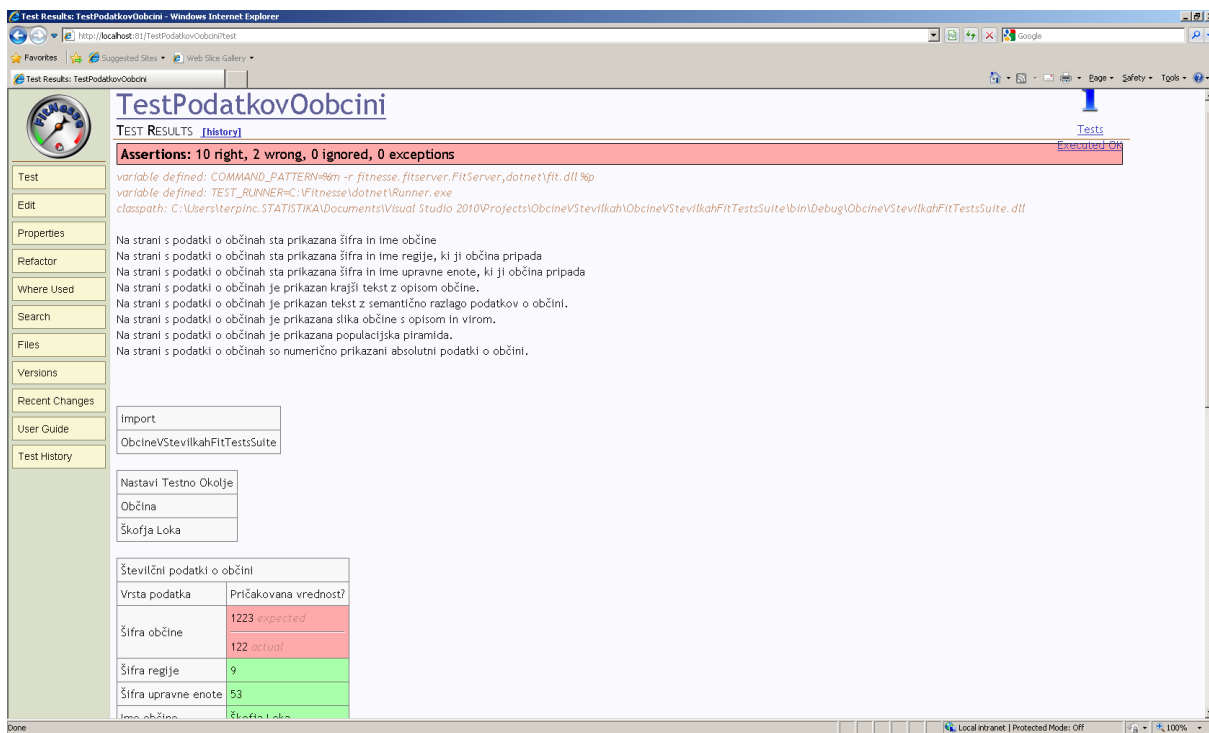 Test Results: TestPodatkovOobcini - Windows Internet Explorer
http://localhost:81/TestPodatkovOobcini?test
Google
Favorites Suggested Sites Web Slice Gallery
Test Results: TestPodatkovOobcini
Page Safety Tools
FitNesse
TestPodatkovOobcini
TEST RESULTS [history]
1
Tests
Executed OK
Assertions: 10 right, 2 wrong, 0 ignored, 0 exceptions
variable defined: COMMAND_PATTERN=%m -r fitnesse.fitserver.FitServer,dotnet\fit.dll %p
variable defined: TEST_RUNNER=C:\Fitnesse\dotnet\Runner.exe
classpath: C:\Users\terpinc.STATISTIKA\Documents\Visual Studio 2010\Projects\ObcineVStevilkah\ObcineVStevilkahFitTestsSuite\bin\Debug\ObcineVStevilkahFitTestsSuite.dll
Test
Edit
Properties
Refactor
Where Used
Search
Files
Versions
Recent Changes
User Guide
Test History
Na strani s podatki o občinah sta prikazana šifra in ime občine
Na strani s podatki o občinah sta prikazana šifra in ime regije, ki ji občina pripada
Na strani s podatki o občinah sta prikazana šifra in ime upravne enote, ki ji občina pripada
Na strani s podatki o občinah je prikazan krajši tekst z opisom občine.
Na strani s podatki o občinah je prikazan tekst z semantično razlago podatkov o občini.
Na strani s podatki o občinah je prikazana slika občine s opisom in virom.
Na strani s podatki o občinah je prikazana populacijska piramida.
Na strani s podatki o občinah so numerično prikazani absolutni podatki o občini.
import
ObcineVStevilkahFitTestsSuite
Nastavi Testno Okolje
Občina
Škofja Loka
Številčni podatki o občini
Vrsta podatka Pričakovana vrednost?
Šifra občine 1223 expected
122 actual
Šifra regije 9
Šifra upravne enote 53
Ime občine Škofja Loka
Done
Local intranet | Protected Mode: Off
100%